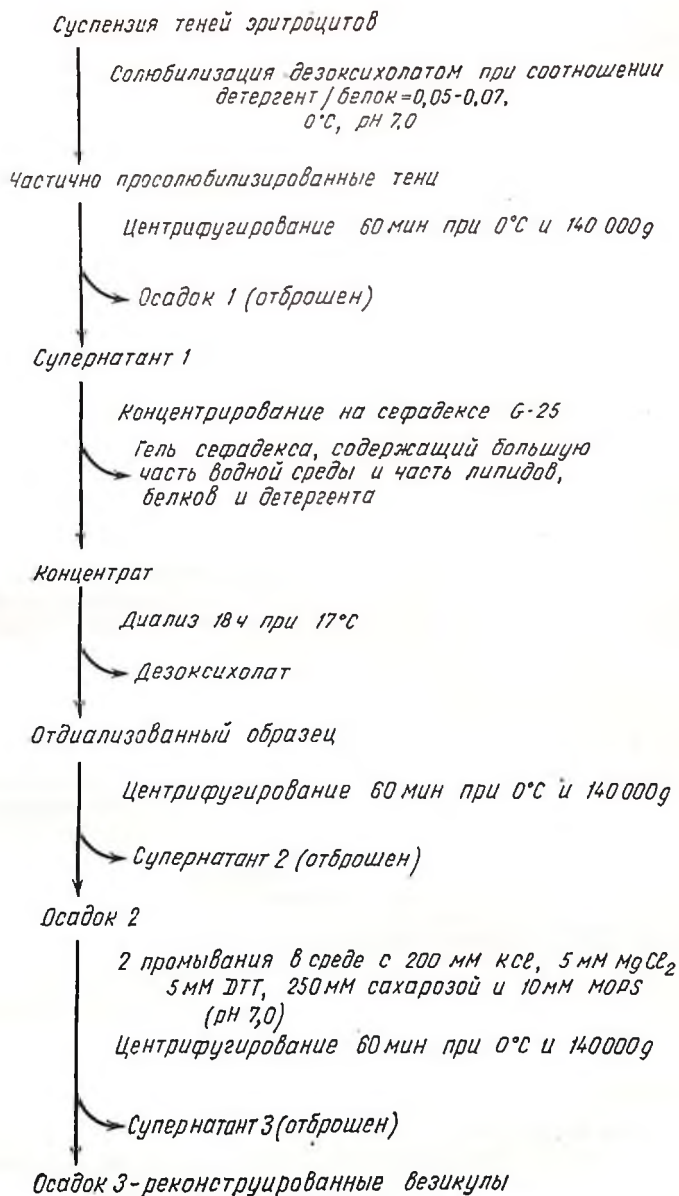 Суспензия теней эритроцитов
Солюбилизация дезоксихолатом при соотношении
детергент/белок=0,05-0,07,
0°C, pH 7,0
Частично просолюбилизированные тени
Центрифугирование 60 мин при 0°C и 140 000g
Осадок 1 (отброшен)
Супернатант 1
Концентрирование на сефадексе G-25
Гель сефадекса, содержащий большую
часть водной среды и часть липидов,
белков и детергента
Концентрат
Диализ 18 ч при 17°C
Дезоксихолат
Отдиализованный образец
Центрифугирование 60 мин при 0°C и 140 000g
Супернатант 2 (отброшен)
Осадок 2
2 промывания в среде с 200 мМ KCl, 5 мМ MgCl₂
5 мМ DTT, 250 мМ сахарозой и 10 мМ MOPS
(pH 7,0)
Центрифугирование 60 мин при 0°C и 140000g
Супернатант 3 (отброшен)
Осадок 3-реконструированные везикулы